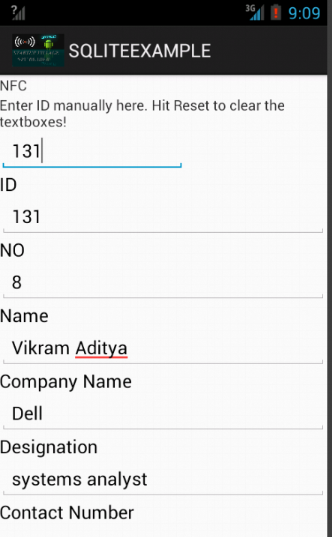 3G 9:09
SQLITEEXAMPLE
NFC
Enter ID manually here. Hit Reset to clear the
textboxes!
131
ID
131
NO
8
Name
Vikram Aditya
Company Name
Dell
Designation
systems analyst
Contact Number